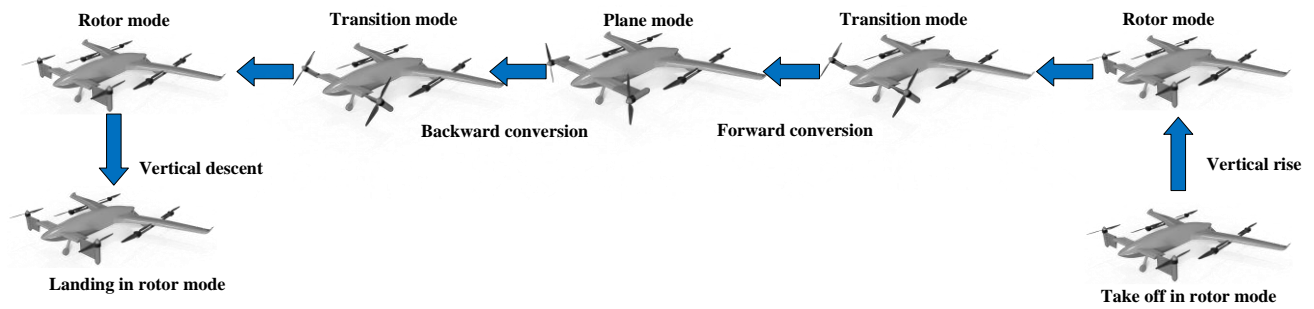 Rotor mode
Transition mode
Plane mode
Transition mode
Rotor mode
Backward conversion
Forward conversion
Vertical descent
Vertical rise
Landing in rotor mode
Take off in rotor mode